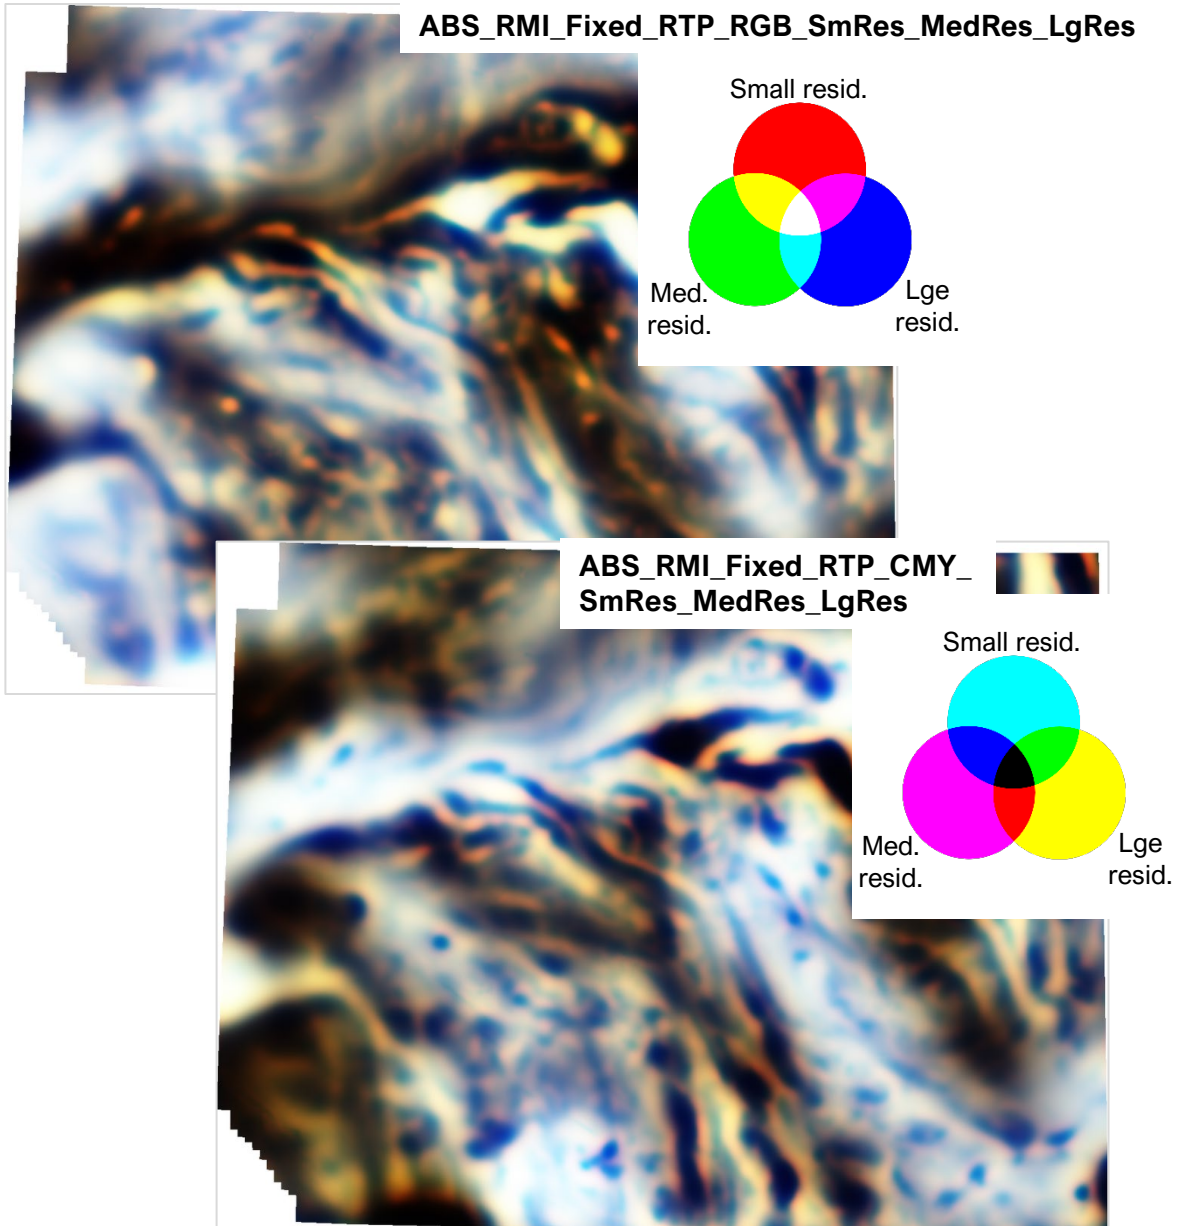 ABS_RMI_Fixed_RTP_RGB_SmRes_MedRes_LgRes
Small resid.
Med.
resid.
Lge
resid.
ABS_RMI_Fixed_RTP_CMY_
SmRes_MedRes_LgRes
Small resid.
Med.
resid.
Lge
resid.